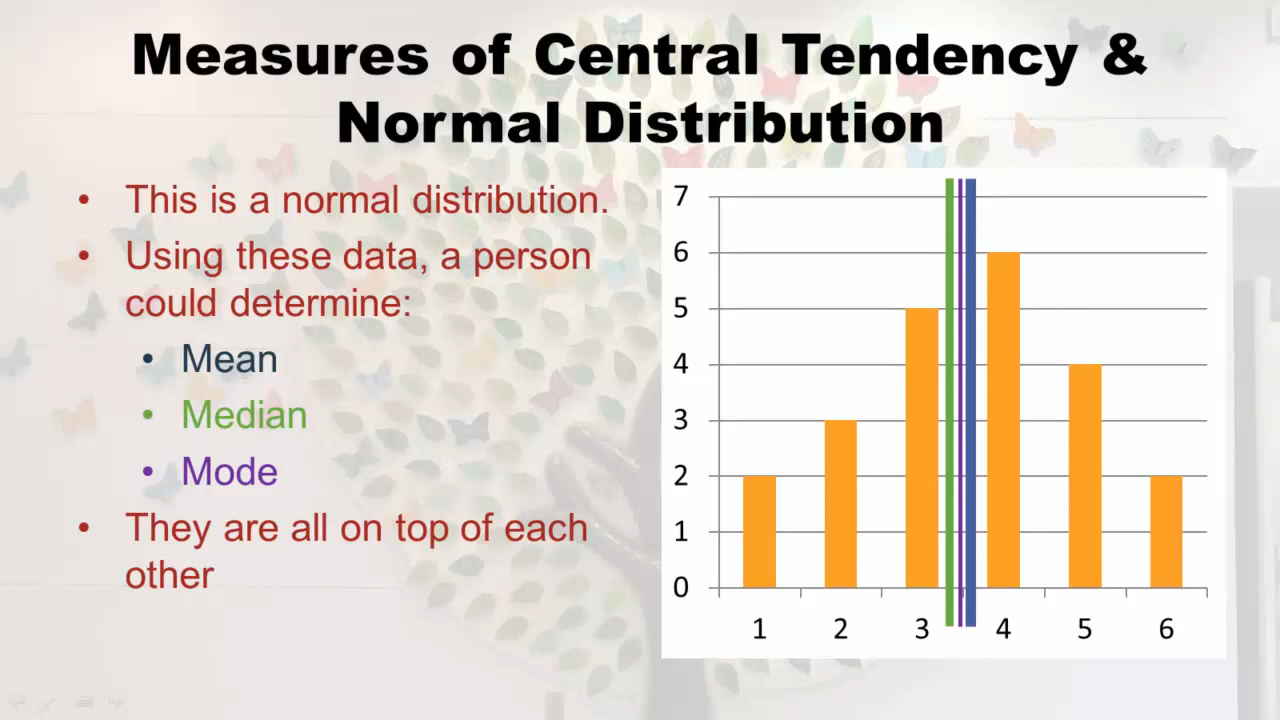 Measures of Central Tendency &
Normal Distribution
• This is a normal distribution.
• Using these data, a person
could determine:
• Mean
• Median
• Mode
• They are all on top of each
other
7
6
5
4
3
2
1
0
1 2 3 4 5 6